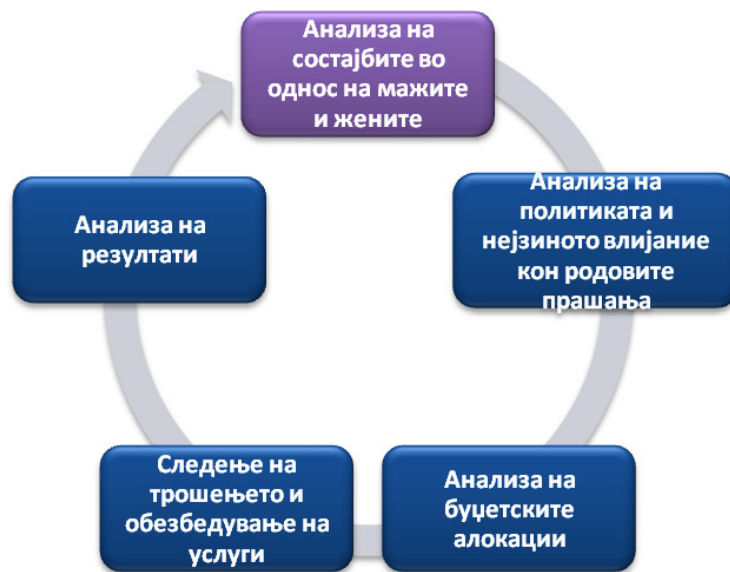 Анализа на
состајбите во
однос на мажите
и жените
Анализа на
политиката и
нејзиното влијание
кон родовите
прашања
Анализа на
буџетските
алокации
Следење на
трошењето и
обезбедување на
услуги
Анализа на
резултати